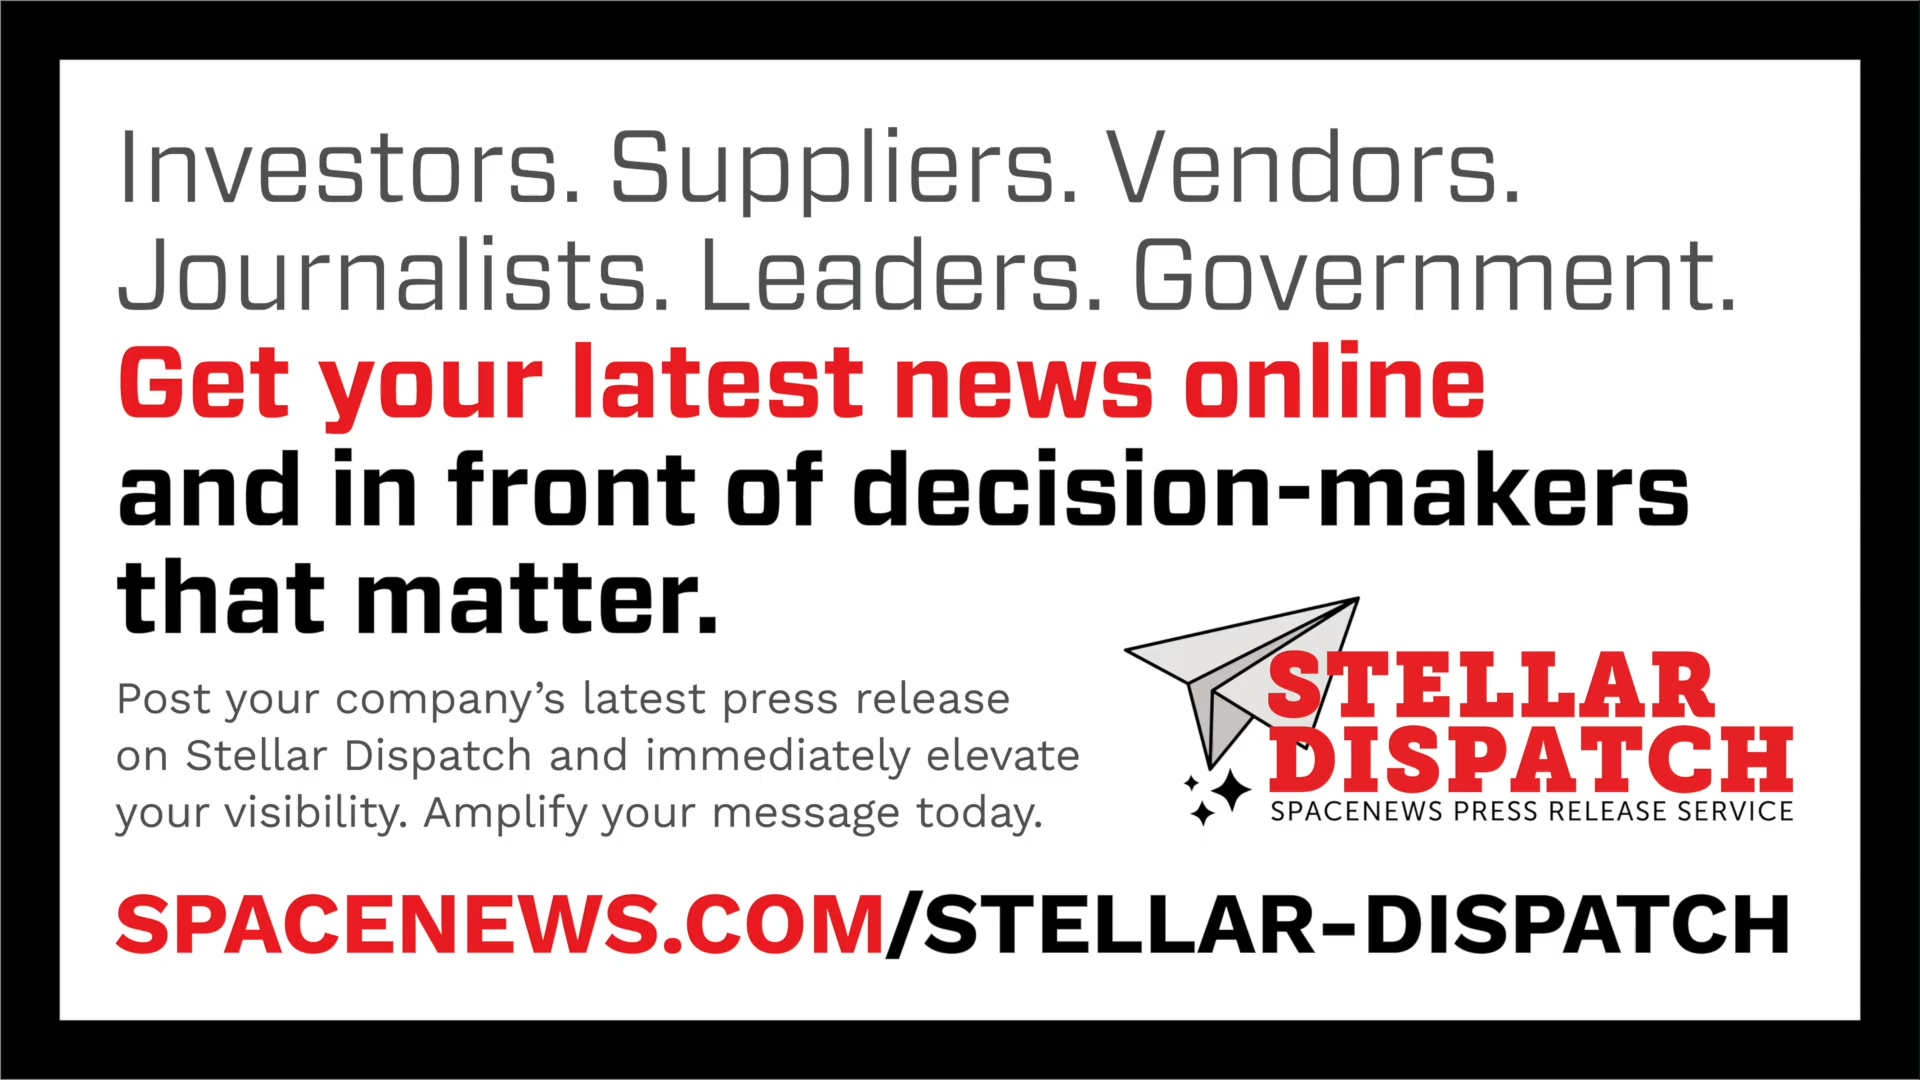 Investors. Suppliers. Vendors.
Journalists. Leaders. Government.
Get your latest news online
and in front of decision-makers
that matter.
Post your company’s latest press release
on Stellar Dispatch and immediately elevate
your visibility. Amplify your message today.
STELLAR
DISPATCH
SPACENEWS PRESS RELEASE SERVICE
SPACENEWS.COM/STELLAR-DISPATCH